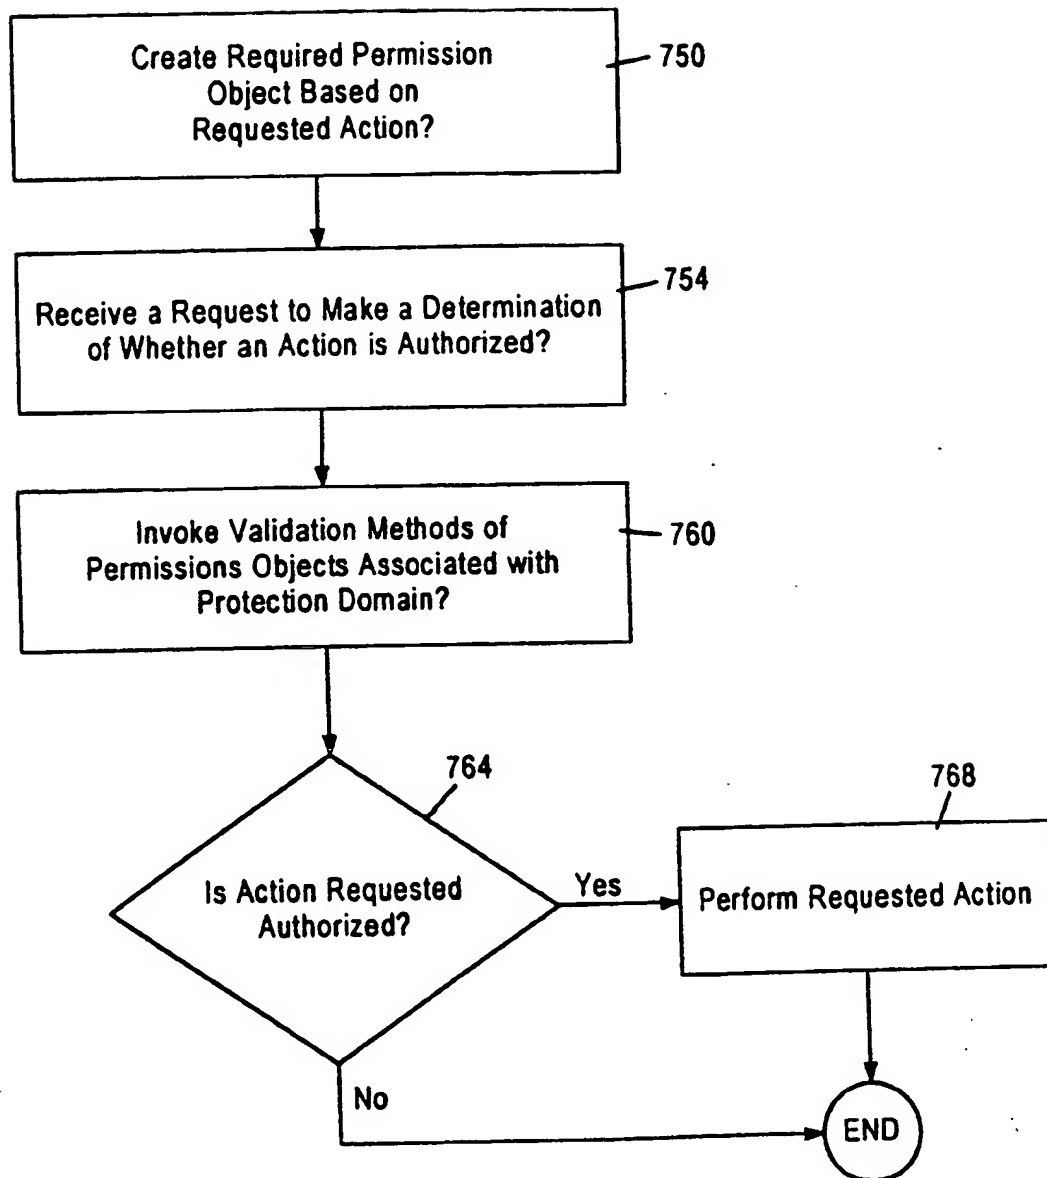 Create Required Permission
Object Based on
Requested Action?
750
Receive a Request to Make a Determination
of Whether an Action is Authorized?
754
Invoke Validation Methods of
Permissions Objects Associated with
Protection Domain?
760
764
Is Action Requested
Authorized?
Yes
768
Perform Requested Action
No
END